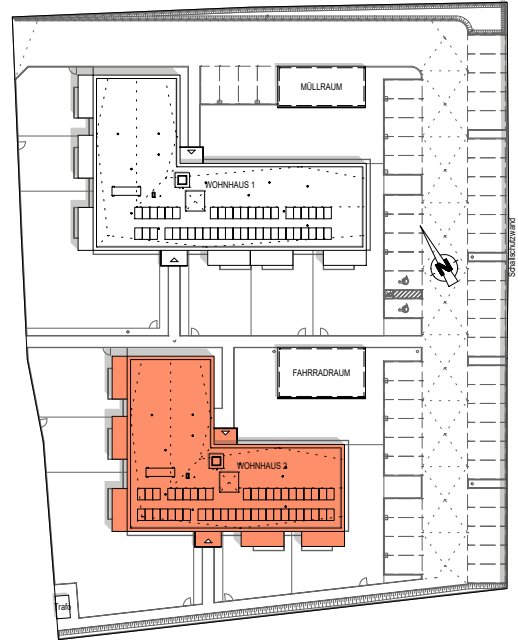 MÜLLRAUM
WOHNHAUS 1
N
Schallschutzwand
FAHRRADRAUM
WOHNHAUS 2
Trafo